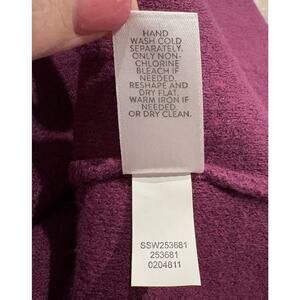 HAND
WASH COLD
SEPARATELY.
ONLY NON-
CHLORINE
BLEACH IF
NEEDED.
RESHAPE AND
DRY FLAT.
WARM IRON IF
NEEDED.
OR DRY CLEAN.
SSW253681
253681
0204811